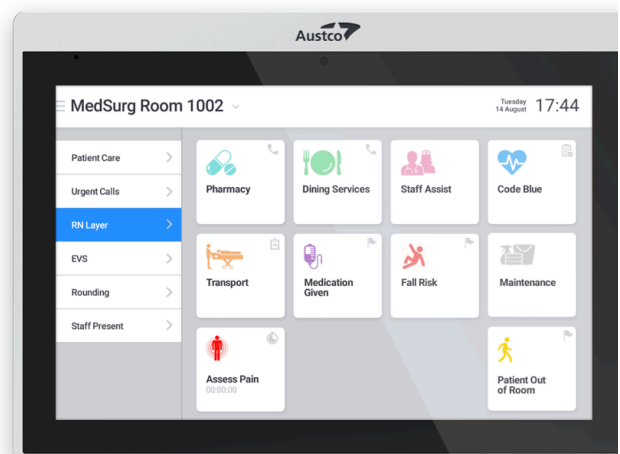 Austco
MedSurg Room 1002
Tuesday
14 August
17:44
Patient Care
Urgent Calls
RN Layer
EVS
Rounding
Staff Present
Pharmacy
Dining Services
Staff Assist
Code Blue
Transport
Medication
Given
Fall Risk
Maintenance
Assess Pain
00:00:00
Patient Out
of Room